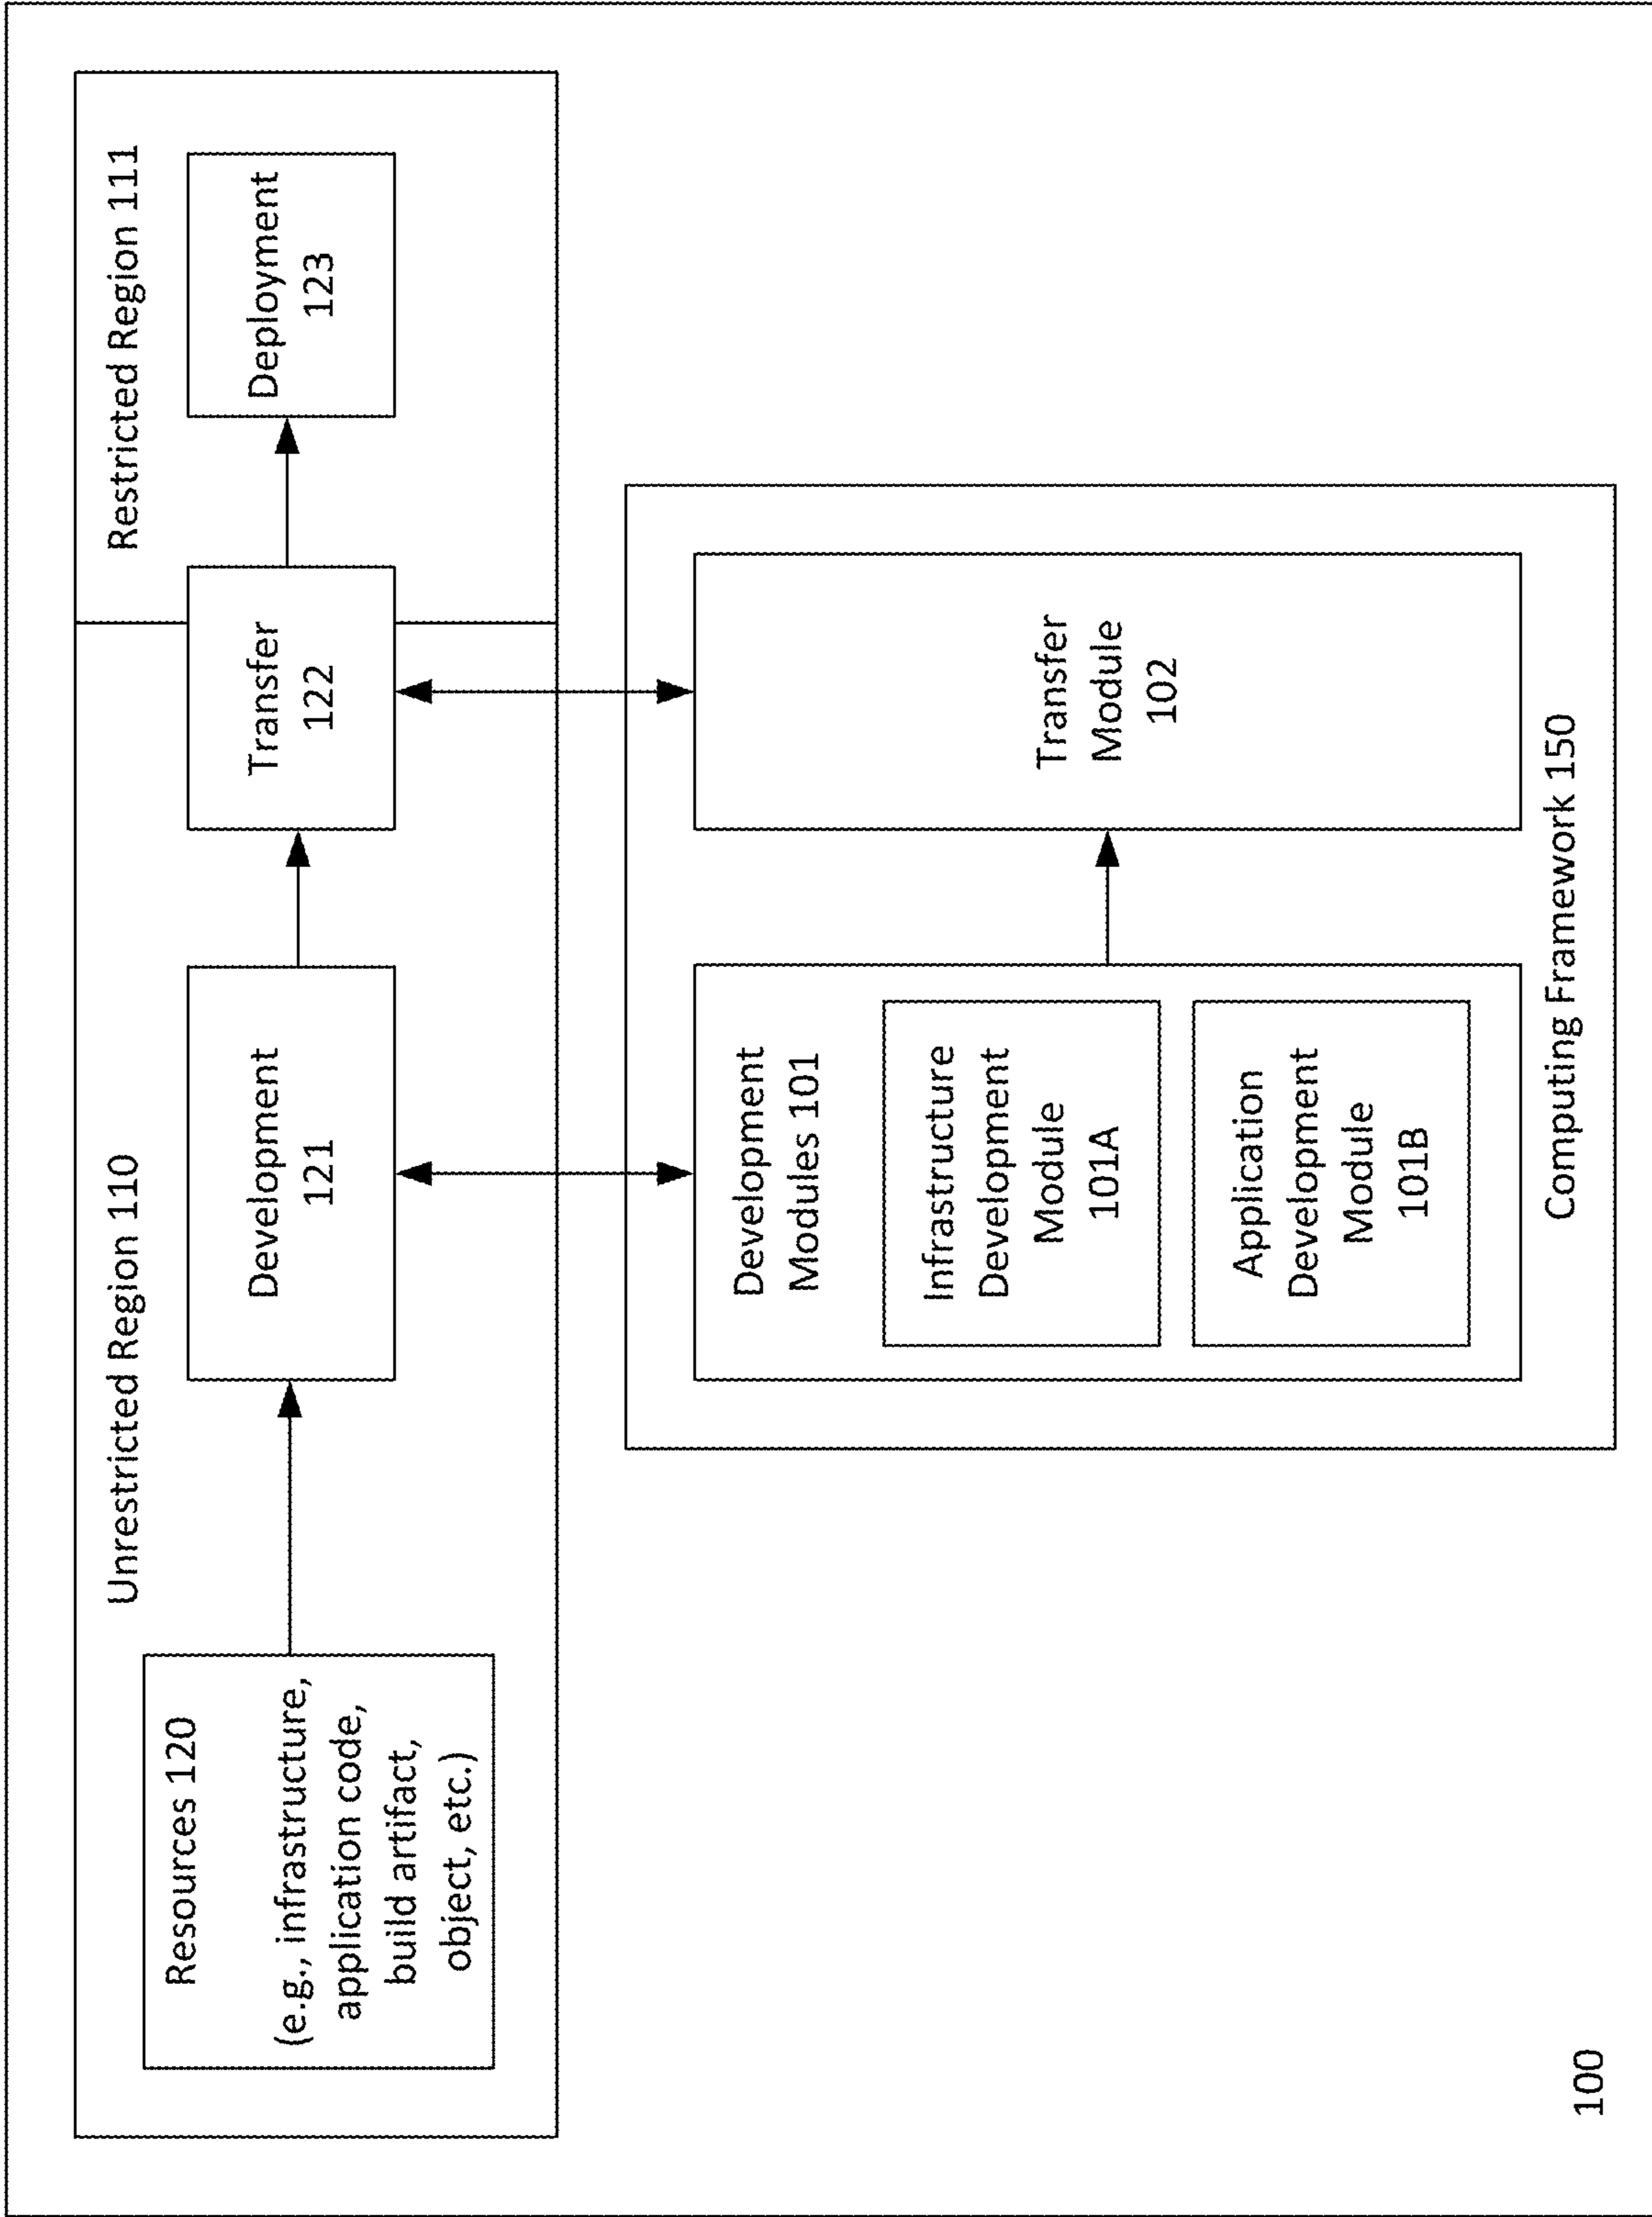 Unrestricted Region 110
Restricted Region 111
Resources 120
(e.g., infrastructure,
application code,
build artifact,
object, etc.)
Development
121
Transfer
122
Deployment
123
Development
Modules 101
Infrastructure
Development
Module
101A
Application
Development
Module
101B
Transfer
Module
102
Computing Framework 150
100